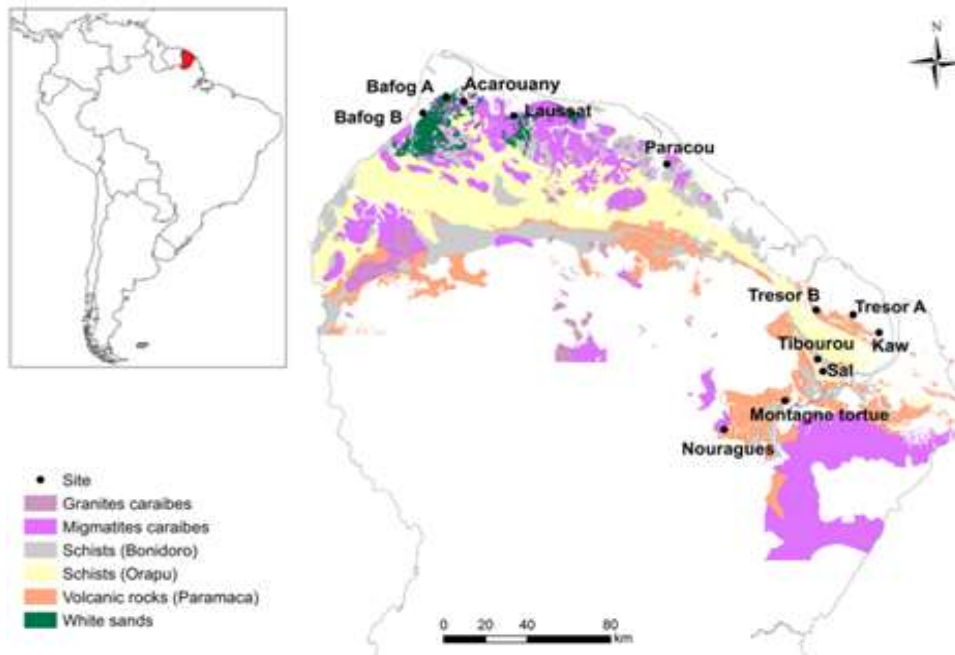 N
Bafog A
Acarouany
Bafog B
Laussat
Paracou
Tresor B
Tresor A
Kaw
Tibourou
Sal
Montagne tortue
Nouragues
Site
Granites caraibes
Migmatites caraibes
Schists (Bonidoro)
Schists (Orapu)
Volcanic rocks (Paramaca)
White sands
0 20 40 80
km